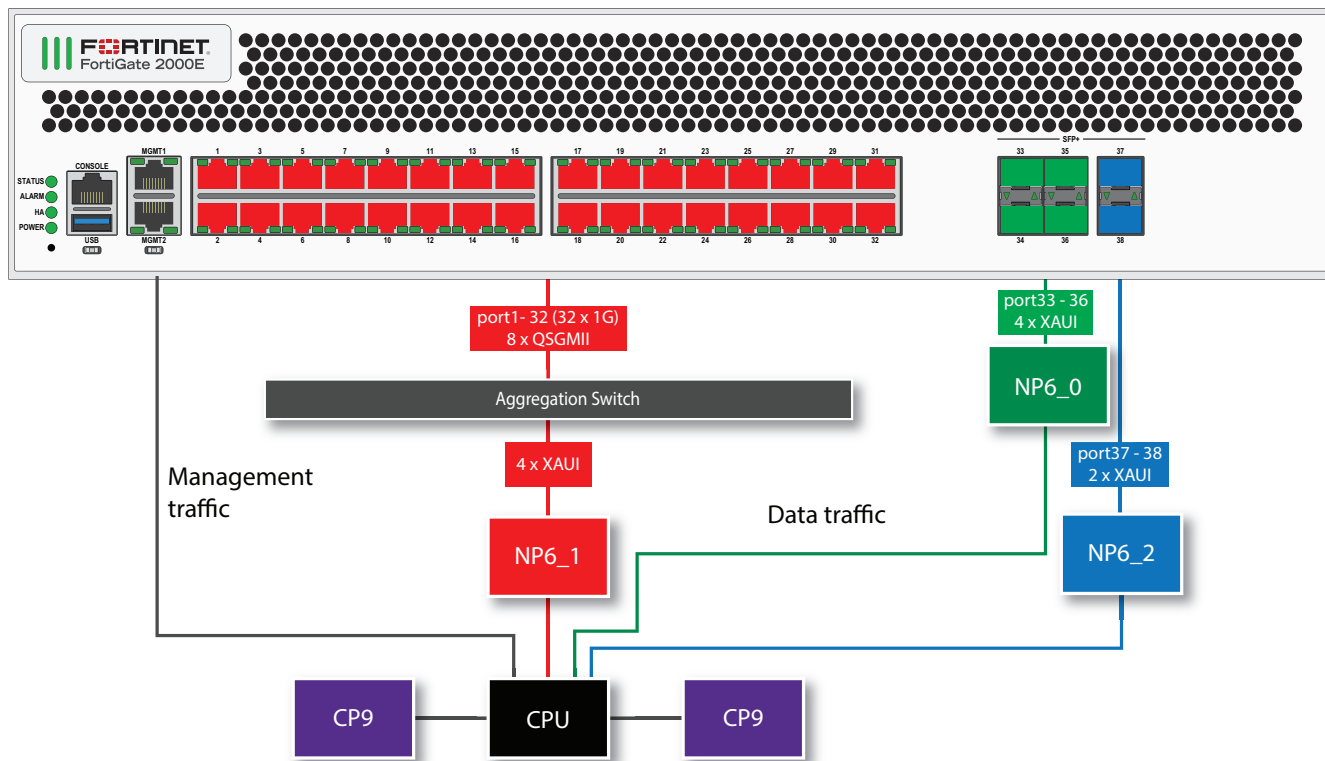 FORTINET
FortiGate 2000E
STATUS
ALARM
HA
POWER
CONSOLE
USB
MGMT1
MGMT2
1 3 5 7 9 11 13 15
2 4 6 8 10 12 14 16
17 19 21 23 25 27 29 31
18 20 22 24 26 28 30 32
SFP+
33 35 37
34 36 38
port1- 32 (32 x 1G)
8 x QSGMII
port33 - 36
4 x XAUI
Aggregation Switch
NP6_0
4 x XAUI
port37 - 38
2 x XAUI
Management
traffic
Data traffic
NP6_1
NP6_2
CP9
CPU
CP9